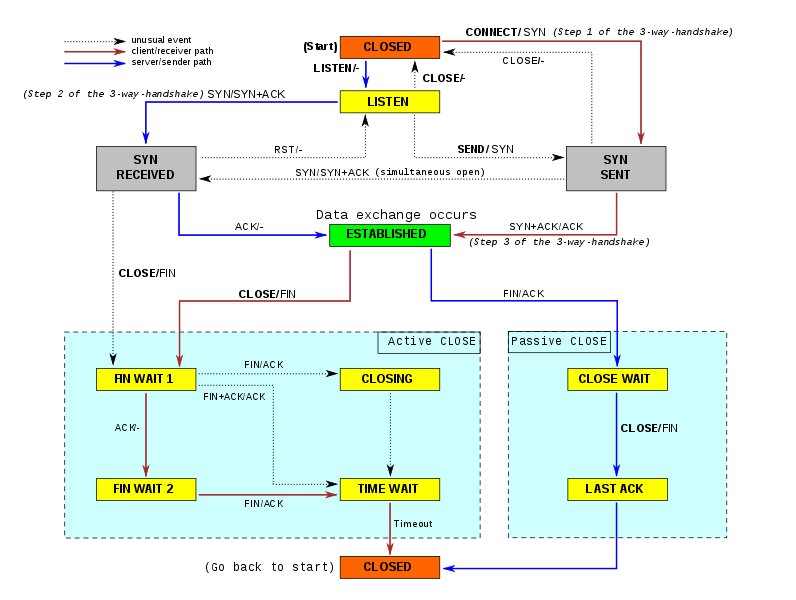 unusual event
client/receiver path
server/sender path
(Start)
CLOSED
CONNECT/ SYN (Step 1 of the 3-way-handshake)
CLOSE/-
LISTEN/-
CLOSE/-
(Step 2 of the 3-way-handshake) SYN/SYN+ACK
LISTEN
RST/-
SEND/ SYN
SYN
RECEIVED
SYN
SENT
SYN/SYN+ACK (simultaneous open)
Data exchange occurs
ACK/-
ESTABLISHED
SYN+ACK/ACK
(Step 3 of the 3-way-handshake)
CLOSE/FIN
CLOSE/FIN
FIN/ACK
Active CLOSE
Passive CLOSE
FIN WAIT 1
FIN/ACK
CLOSING
CLOSE WAIT
FIN+ACK/ACK
ACK/-
CLOSE/FIN
FIN WAIT 2
FIN/ACK
TIME WAIT
LAST ACK
Timeout
(Go back to start)
CLOSED